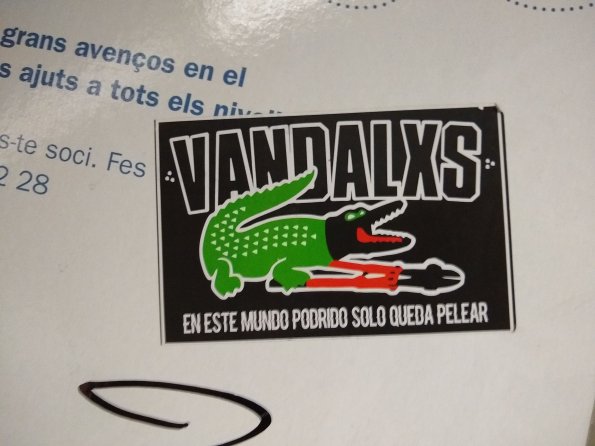 grans avenços en el
s ajuts a tots els
s-te soci. Fes
2 28
VANDALXS
EN ESTE MUNDO PODRIDO SOLO QUEDA PELEAR